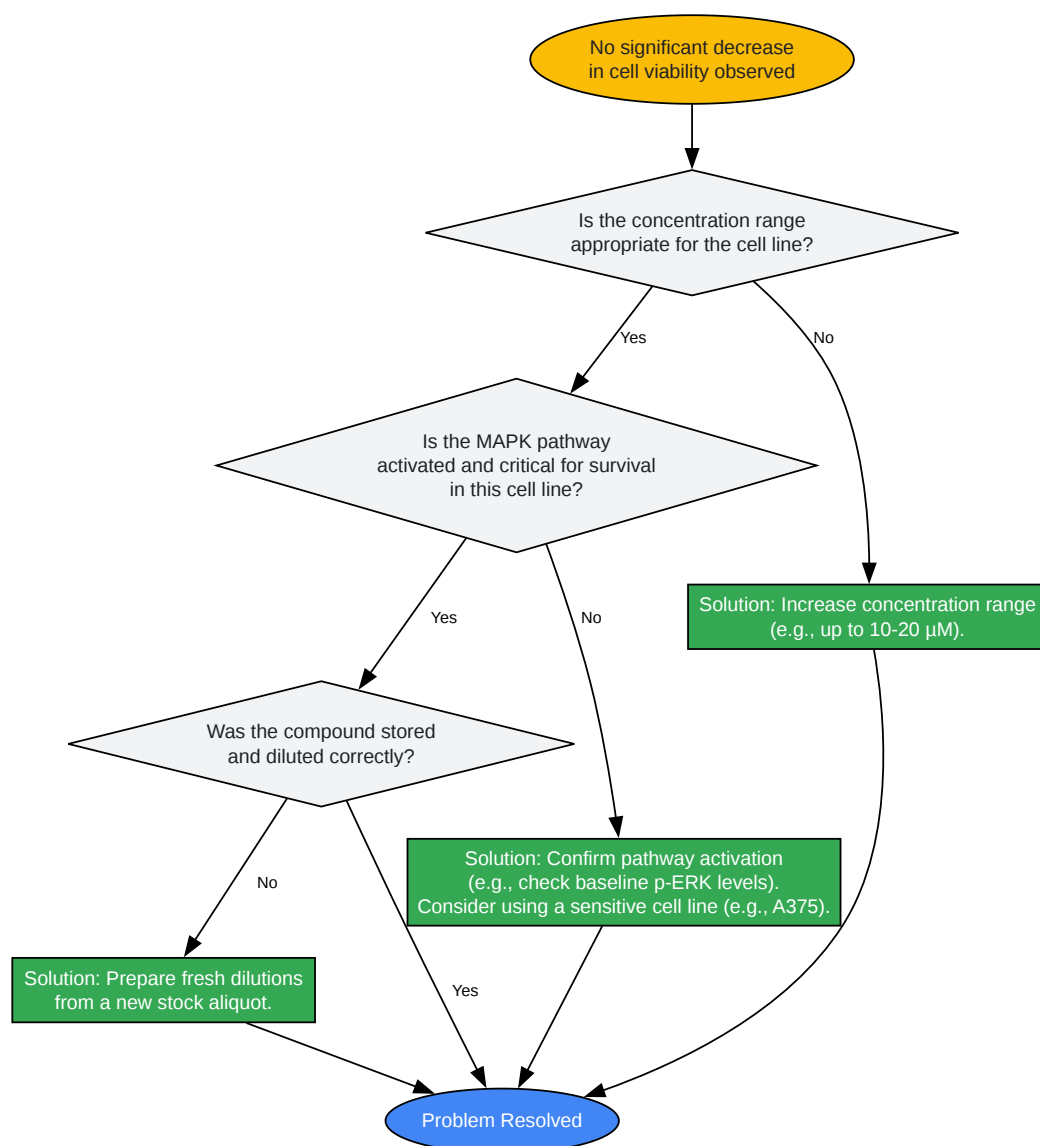 No significant decrease
in cell viability observed
Is the concentration range
appropriate for the cell line?
Yes
No
Is the MAPK pathway
activated and critical for survival
in this cell line?
Solution: Increase concentration range
(e.g., up to 10-20 µM).
Yes
No
Was the compound stored
and diluted correctly?
Solution: Confirm pathway activation
(e.g., check baseline p-ERK levels).
Consider using a sensitive cell line (e.g., A375).
No
Yes
Solution: Prepare fresh dilutions
from a new stock aliquot.
Problem Resolved